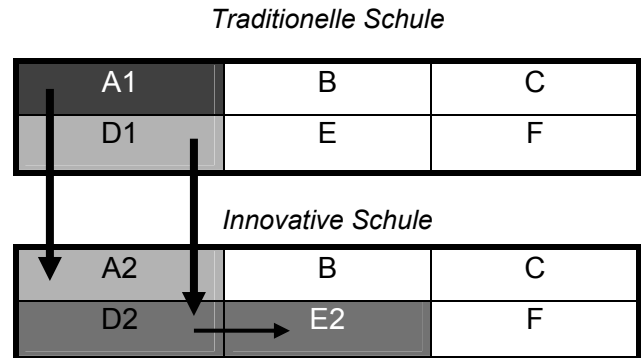 Traditionelle Schule
A1 B C
D1 E F
Innovative Schule
A2 B C
D2 E2 F